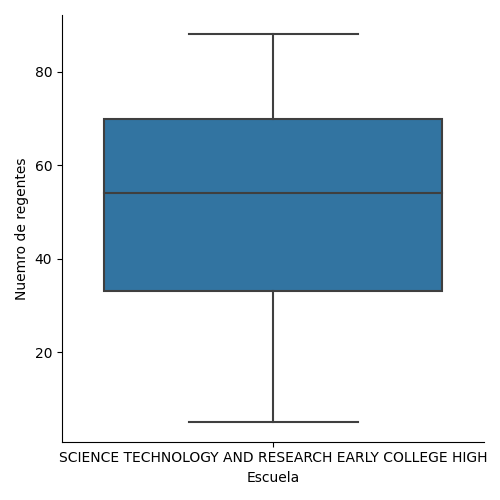 80
60
40
20
Nuemro de regentes
SCIENCE TECHNOLOGY AND RESEARCH EARLY COLLEGE HIGH
Escuela